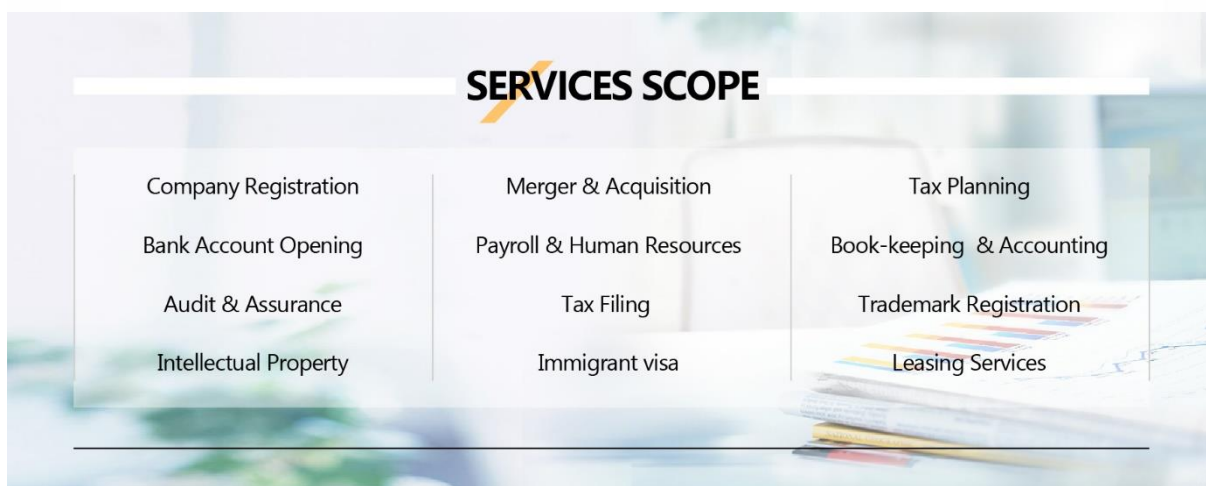 SERVICES SCOPE
Company Registration
Merger & Acquisition
Tax Planning
Bank Account Opening
Payroll & Human Resources
Book-keeping & Accounting
Audit & Assurance
Tax Filing
Trademark Registration
Intellectual Property
Immigrant visa
Leasing Services